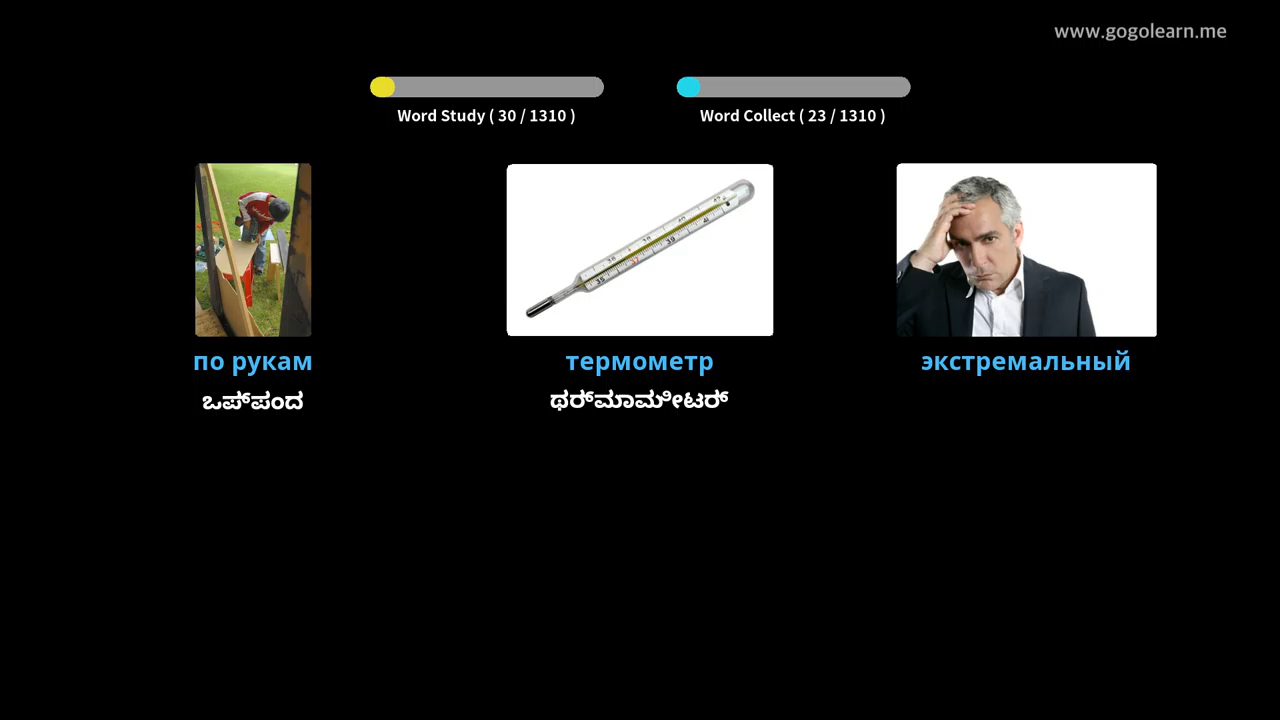 www.gogolearn.me
Word Study ( 30 / 1310 )
Word Collect ( 23 / 1310 )
по рукам
термометр
экстремальный
ಒಪ್‌ಪಂದ
ಥರ್‌ಮಾಮೀಟರ್